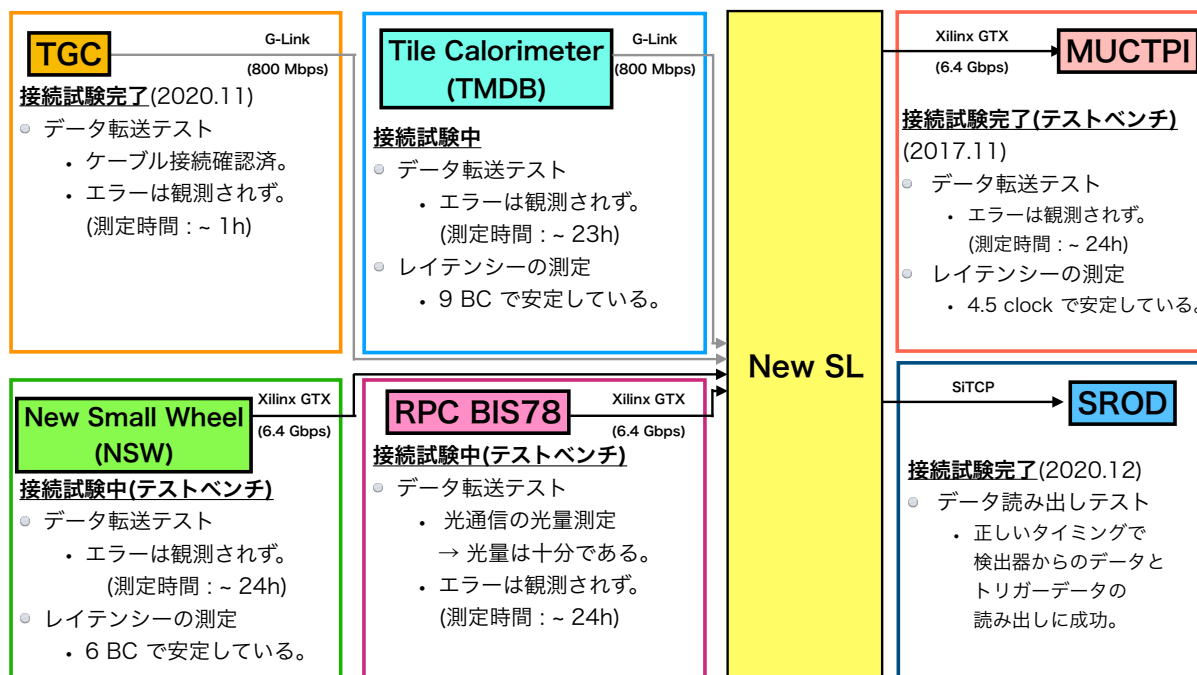 TGC
G-Link
(800 Mbps)
接続試験完了(2020.11)
データ転送テスト
・ ケーブル接続確認済。
・ エラーは観測されず。
(測定時間 : ~ 1h)
Tile Calorimeter
(TMDB)
G-Link
(800 Mbps)
接続試験中
データ転送テスト
・ エラーは観測されず。
(測定時間 : ~ 23h)
レイテンシーの測定
・ 9 BC で安定している。
New Small Wheel
(NSW)
Xilinx GTX
(6.4 Gbps)
接続試験中(テストベンチ)
データ転送テスト
・ エラーは観測されず。
(測定時間 : ~ 24h)
レイテンシーの測定
・ 6 BC で安定している。
RPC BIS78
Xilinx GTX
(6.4 Gbps)
接続試験中(テストベンチ)
データ転送テスト
・ 光通信の光量測定
→ 光量は十分である。
・ エラーは観測されず。
(測定時間 : ~ 24h)
New SL
Xilinx GTX
(6.4 Gbps)
MUCTPI
接続試験完了(テストベンチ)
(2017.11)
データ転送テスト
・ エラーは観測されず。
(測定時間 : ~ 24h)
レイテンシーの測定
・ 4.5 clock で安定している。
SiTCP
SROD
接続試験完了(2020.12)
データ読み出しテスト
・ 正しいタイミングで
検出器からのデータと
トリガーデータの
読み出しに成功。